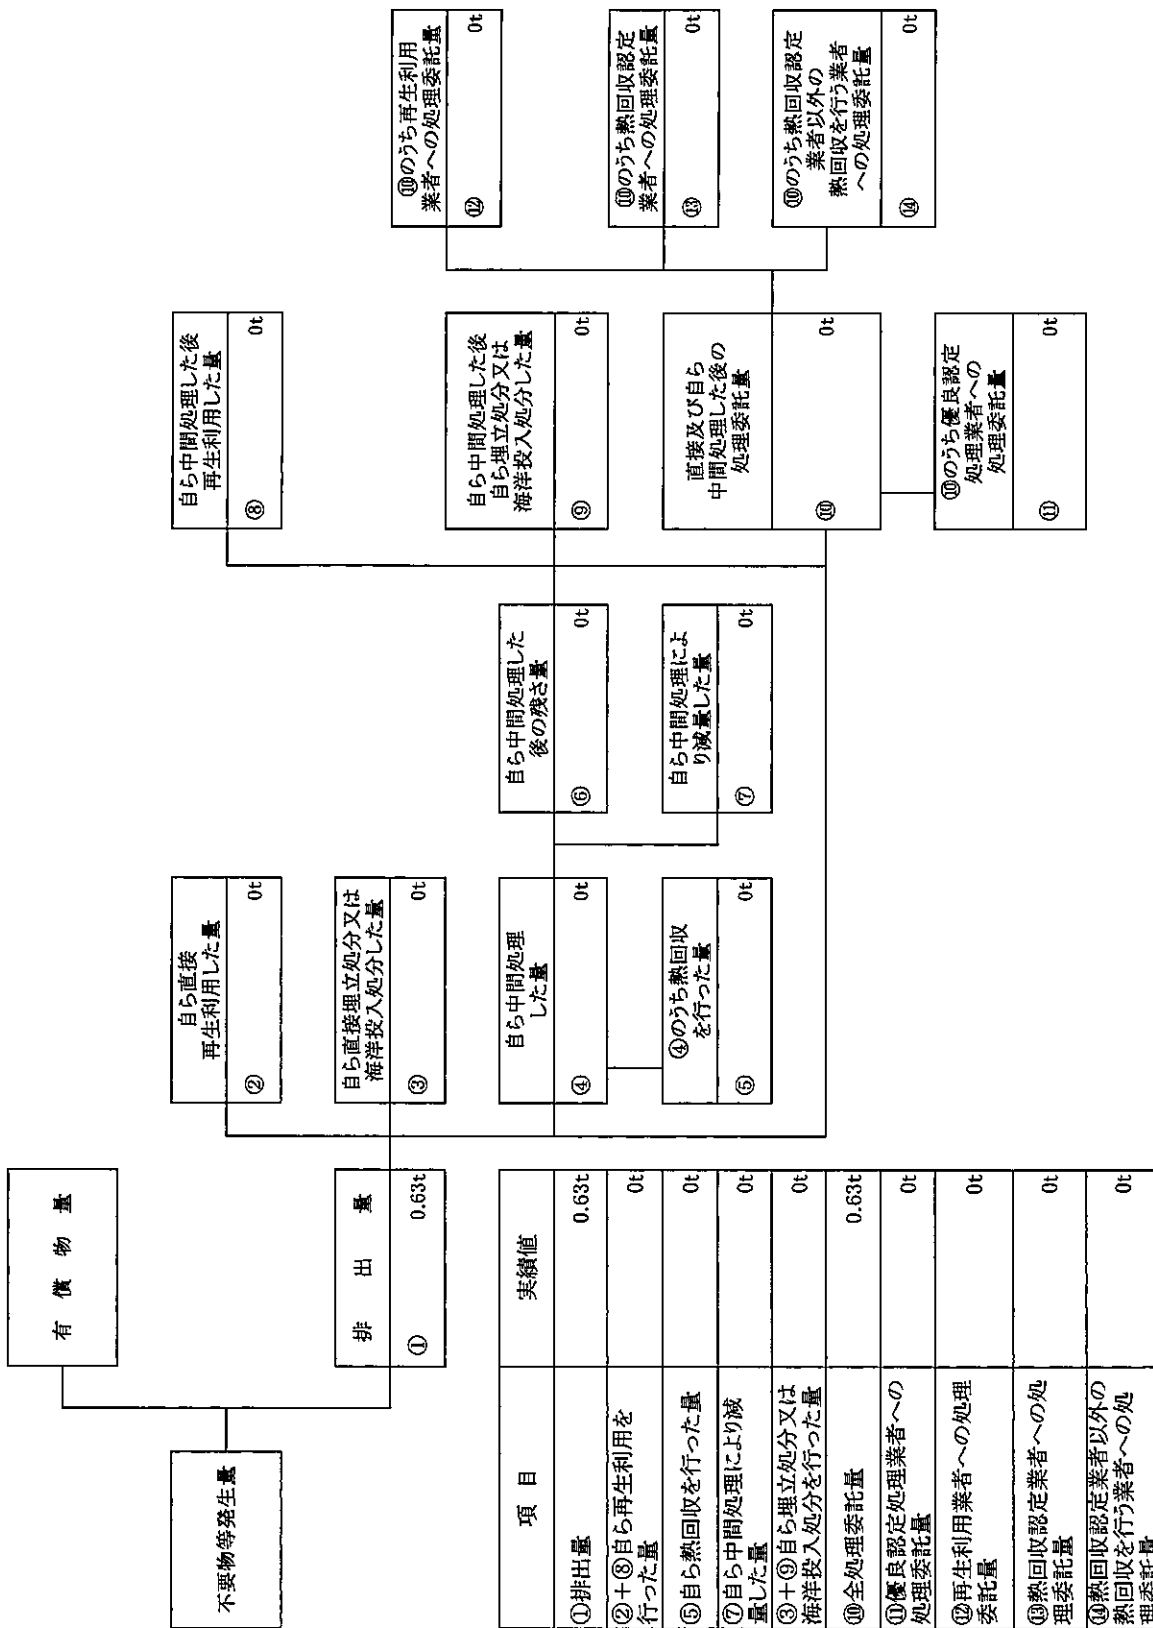 有償物量
不要物等発生量
排出量
① 0.63t
自ら直接
再生利用した量
② 0t
自ら直接埋立処分又は
海洋投入処分した量
③ 0t
自ら中間処理
した量
④ 0t
④のうち熱回収
を行った量
⑤ 0t
自ら中間処理した
後の残さ量
⑥ 0t
自ら中間処理によ
り減量した量
⑦ 0t
自ら中間処理した後
再生利用した量
⑧ 0t
自ら中間処理した後
自ら埋立処分又は
海洋投入処分した量
⑨ 0t
直接及び自ら
中間処理した後の
処理委託量
⑩ 0t
⑩のうち優良認定
処理業者への
処理委託量
⑪ 0t
⑩のうち再生利用
業者への処理委託量
⑫ 0t
⑩のうち熱回収認定
業者への処理委託量
⑬ 0t
⑩のうち熱回収認定
業者以外の
熱回収を行う業者
への処理委託量
⑭ 0t
項目 実績値
①排出量 0.63t
②+⑧自ら再生利用を
行った量 0t
⑤自ら熱回収を行った量 0t
⑦自ら中間処理により減
量した量 0t
③+⑨自ら埋立処分又は
海洋投入処分を行った量 0t
⑩全処理委託量 0.63t
⑪優良認定処理業者への
処理委託量 0t
⑫再生利用業者への処理
委託量 0t
⑬熱回収認定業者への処
理委託量 0t
⑭熱回収認定業者以外の
熱回収を行う業者への処
理委託量 0t